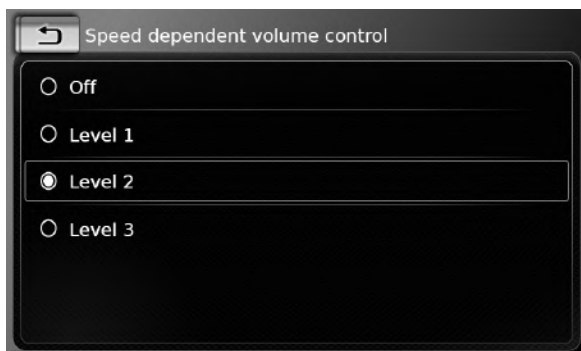 Speed dependent volume control
Off
Level 1
Level 2
Level 3